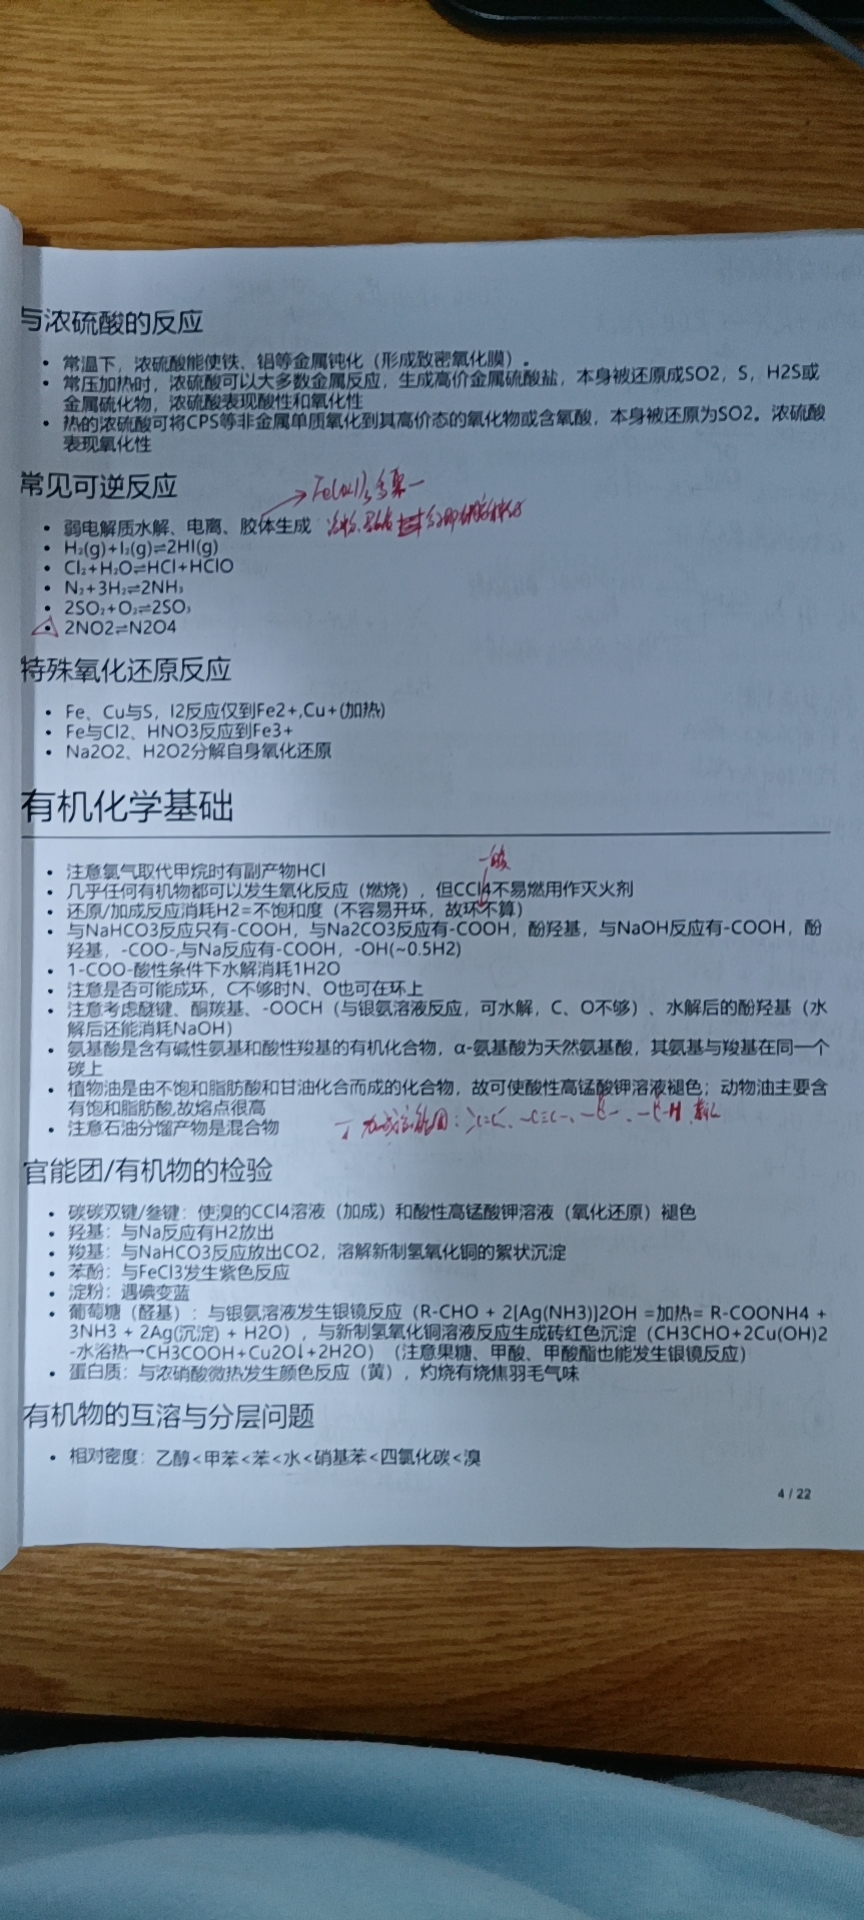 与浓硫酸的反应
• 常温下，浓硫酸能使铁、铝等金属钝化（形成致密氧化膜）。
• 常压加热时，浓硫酸可以大多数金属反应，生成高价金属硫酸盐，本身被还原成SO2，S，H2S或
金属硫化物，浓硫酸表现酸性和氧化性
• 热的浓硫酸可将CPS等非金属单质氧化到其高价态的氧化物或含氧酸，本身被还原为SO2。浓硫酸
表现氧化性
常见可逆反应
• 弱电解质水解、电离、胶体生成
• H₂(g)+I₂(g)⇌2HI(g)
• Cl₂+H₂O⇌HCl+HClO
• N₂+3H₂⇌2NH₃
• 2SO₂+O₂⇌2SO₃
• 2NO2⇌N2O4
特殊氧化还原反应
• Fe、Cu与S，I2反应仅到Fe2+,Cu+(加热)
• Fe与Cl2、HNO3反应到Fe3+
• Na2O2、H2O2分解自身氧化还原
有机化学基础
一般
• 注意氯气取代甲烷时有副产物HCl
• 几乎任何有机物都可以发生氧化反应（燃烧），但CCl4不易燃用作灭火剂
• 还原/加成反应消耗H2=不饱和度（不容易开环，故环不算）
• 与NaHCO3反应只有-COOH，与Na2CO3反应有-COOH，酚羟基，与NaOH反应有-COOH，酚
羟基，-COO-,与Na反应有-COOH，-OH(~0.5H2)
• 1-COO-酸性条件下水解消耗1H2O
• 注意是否可能成环，C不够时N、O也可在环上
• 注意考虑醚键、酮羰基、-OOCH（与银氨溶液反应，可水解，C、O不够）、水解后的酚羟基（水
解后还能消耗NaOH）
• 氨基酸是含有碱性氨基和酸性羧基的有机化合物，α-氨基酸为天然氨基酸，其氨基与羧基在同一个
碳上
• 植物油是由不饱和脂肪酸和甘油化合而成的化合物，故可使酸性高锰酸钾溶液褪色；动物油主要含
有饱和脂肪酸,故熔点很高
• 注意石油分馏产物是混合物
加成官能团：
官能团/有机物的检验
• 碳碳双键/叁键：使溴的CCl4溶液（加成）和酸性高锰酸钾溶液（氧化还原）褪色
• 羟基：与Na反应有H2放出
• 羧基：与NaHCO3反应放出CO2，溶解新制氢氧化铜的絮状沉淀
• 苯酚：与FeCl3发生紫色反应
• 淀粉：遇碘变蓝
• 葡萄糖（醛基）：与银氨溶液发生银镜反应（R-CHO + 2[Ag(NH3)]2OH =加热= R-COONH4 +
3NH3 + 2Ag(沉淀) + H2O），与新制氢氧化铜溶液反应生成砖红色沉淀（CH3CHO+2Cu(OH)2
-水浴热→CH3COOH+Cu2O↓+2H2O）（注意果糖、甲酸、甲酸酯也能发生银镜反应）
• 蛋白质：与浓硝酸微热发生颜色反应（黄），灼烧有烧焦羽毛气味
有机物的互溶与分层问题
• 相对密度：乙醇<甲苯<苯<水<硝基苯<四氯化碳<溴
4 / 22